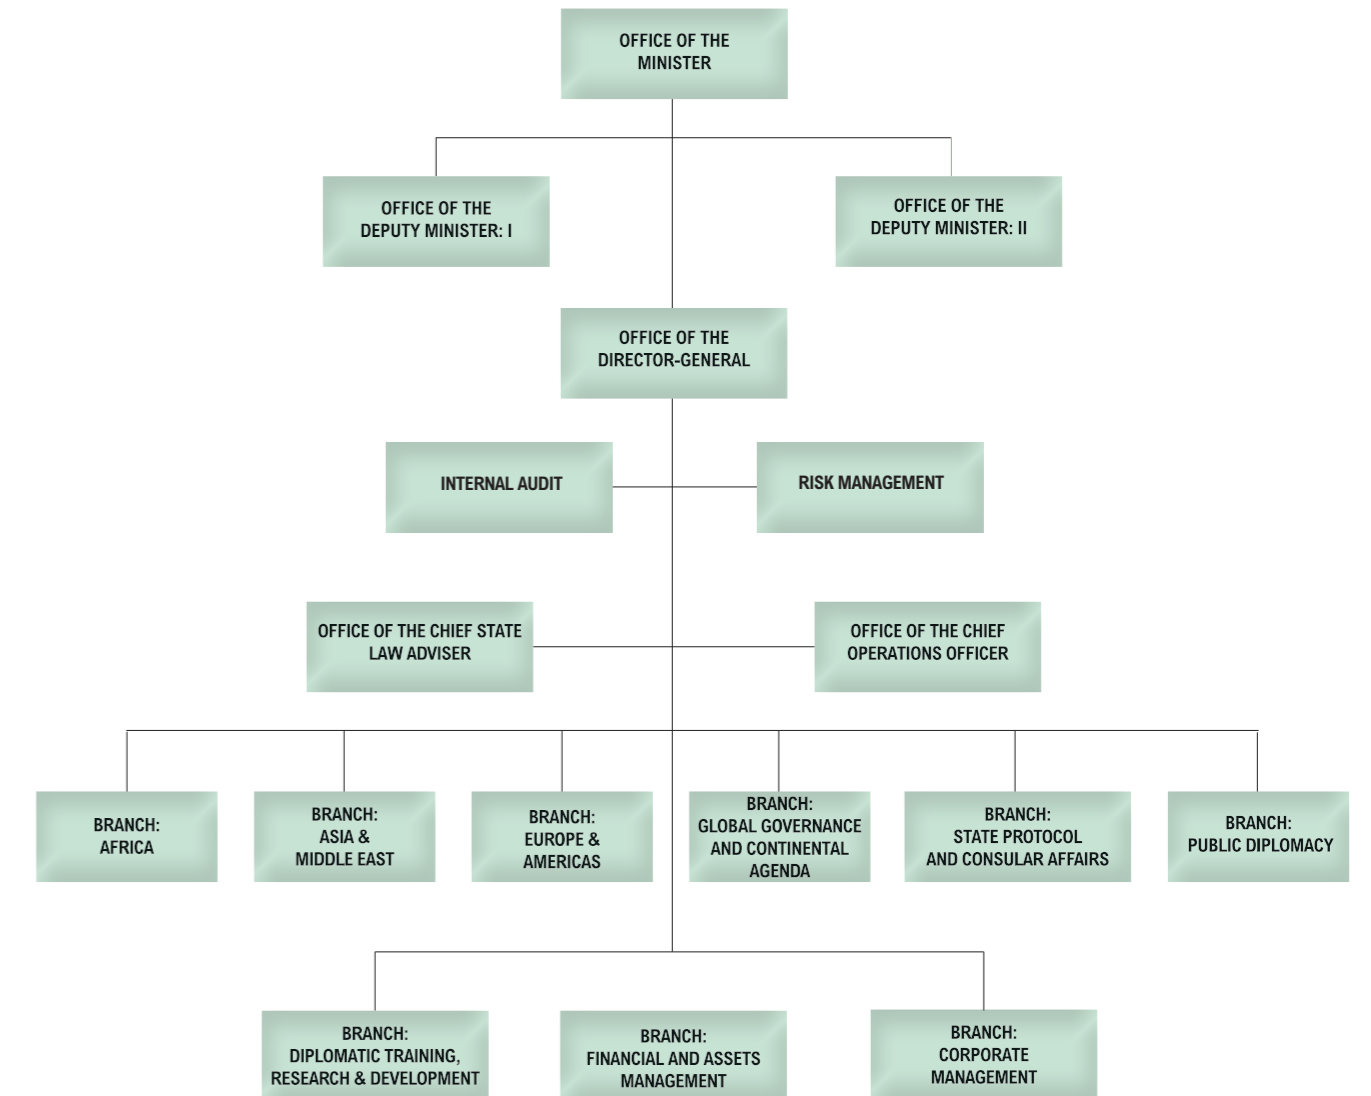 OFFICE OF THE
MINISTER
OFFICE OF THE
DEPUTY MINISTER: I
OFFICE OF THE
DEPUTY MINISTER: II
OFFICE OF THE
DIRECTOR-GENERAL
INTERNAL AUDIT
RISK MANAGEMENT
OFFICE OF THE CHIEF STATE
LAW ADVISER
OFFICE OF THE CHIEF
OPERATIONS OFFICER
BRANCH:
AFRICA
BRANCH:
ASIA &
MIDDLE EAST
BRANCH:
EUROPE &
AMERICAS
BRANCH:
GLOBAL GOVERNANCE
AND CONTINENTAL
AGENDA
BRANCH:
STATE PROTOCOL
AND CONSULAR AFFAIRS
BRANCH:
PUBLIC DIPLOMACY
BRANCH:
DIPLOMATIC TRAINING,
RESEARCH & DEVELOPMENT
BRANCH:
FINANCIAL AND ASSETS
MANAGEMENT
BRANCH:
CORPORATE
MANAGEMENT